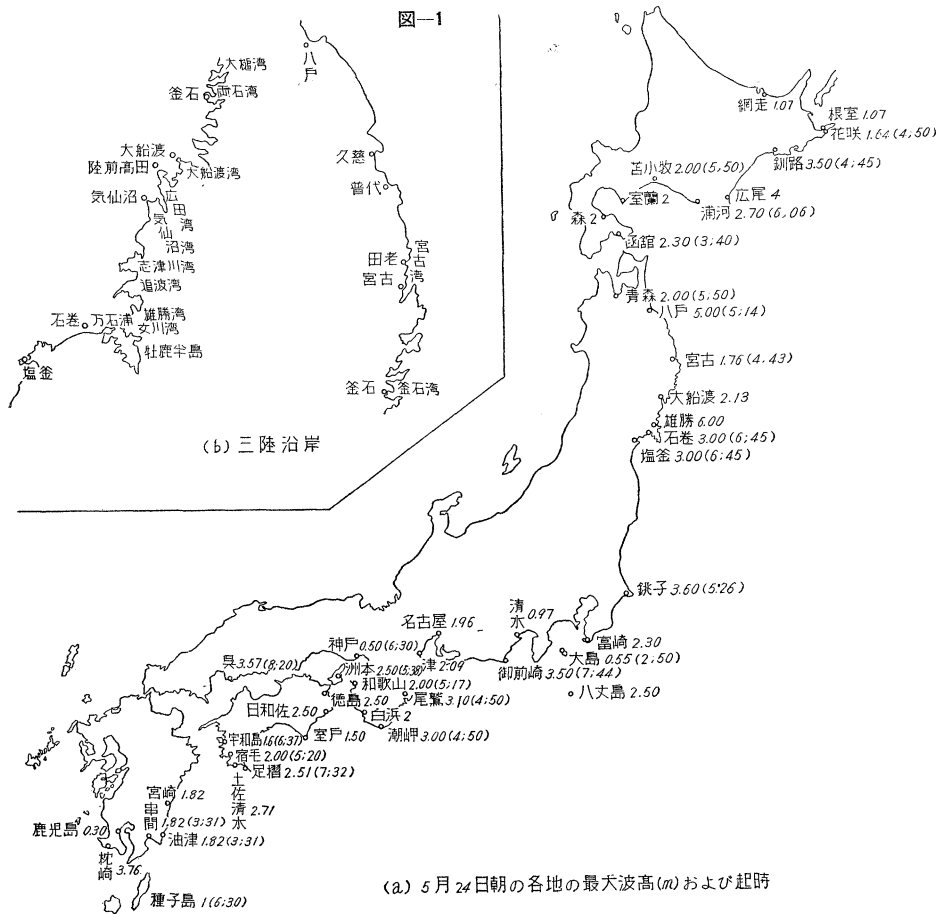 図—1
八戸
久慈
普代
田老
宮古
宮古湾
釜石
釜石湾
大槌湾
釜石
両石湾
大船渡
陸前高田
大船渡湾
気仙沼
広田湾
気仙沼湾
志津川湾
追波湾
雄勝湾
石巻
万石浦
女川湾
牡鹿半島
塩釜
(b) 三陸沿岸
網走 1.07
根室 1.07
花咲 1.64(4;50)
釧路 3.50(4;45)
苫小牧 2.00(5;50)
広尾 4
室蘭 2
浦河 2.70(6,06)
森 2
函舘 2.30(3;40)
青森 2.00(5;50)
八戸 5.00(5;14)
宮古 1.76(4,43)
大船渡 2.13
雄勝 6.00
石巻 3.00(6;45)
塩釜 3.00(6;45)
銚子 3.60(5;26)
清水 0.97
名古屋 1.96
富崎 2.30
大島 0.55(2;50)
神戸 0.50(6;30)
津 2.09
御前崎 3.50(7;44)
呉 3.57(8;20)
洲本 2.50(5;30)
和歌山 2.00(5;17)
八丈島 2.50
徳島 2.50
尾鷲 3.10(4;50)
日和佐 2.50
白浜 2
宇和島 1.6(6;37)
室戸 1.50
潮岬 3.00(4;50)
宿毛 2.00(5;20)
足摺 2.51(7;32)
土佐清水 2.71
宮崎 1.82
串間 1.82(3;31)
鹿児島 0.30
油津 1.82(3;31)
枕崎 3.76
種子島 1(6;30)
(a) 5月24日朝の各地の最大波高(m)および起時